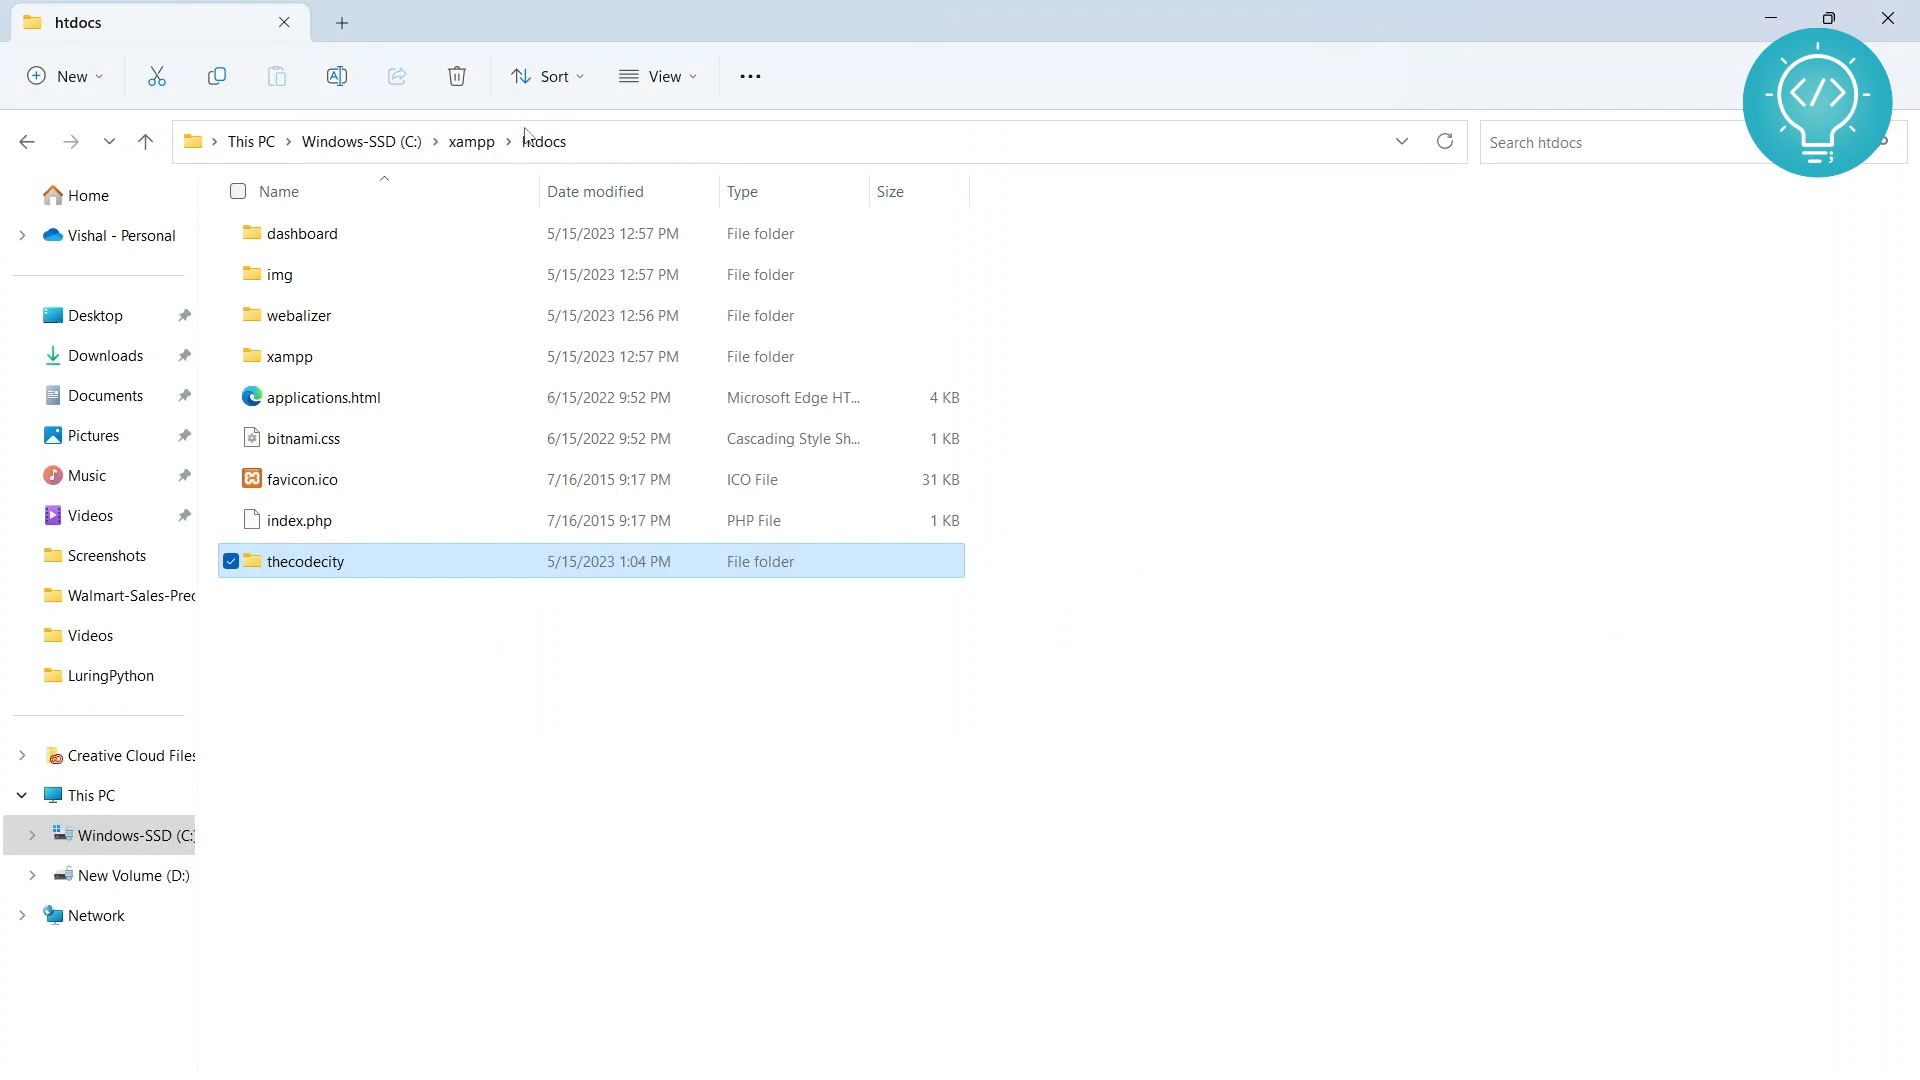 htdocs
New
Sort
View
This PC > Windows-SSD (C:) > xampp > htdocs
Search htdocs
Name Date modified Type Size
Home
Vishal - Personal
Desktop
Downloads
Documents
Pictures
Music
Videos
Screenshots
Walmart-Sales-Prec
Videos
LuringPython
Creative Cloud Files
This PC
Windows-SSD (C:)
New Volume (D:)
Network
dashboard 5/15/2023 12:57 PM File folder
img 5/15/2023 12:57 PM File folder
webalizer 5/15/2023 12:56 PM File folder
xampp 5/15/2023 12:57 PM File folder
applications.html 6/15/2022 9:52 PM Microsoft Edge HT... 4 KB
bitnami.css 6/15/2022 9:52 PM Cascading Style Sh... 1 KB
favicon.ico 7/16/2015 9:17 PM ICO File 31 KB
index.php 7/16/2015 9:17 PM PHP File 1 KB
thecodecity 5/15/2023 1:04 PM File folder